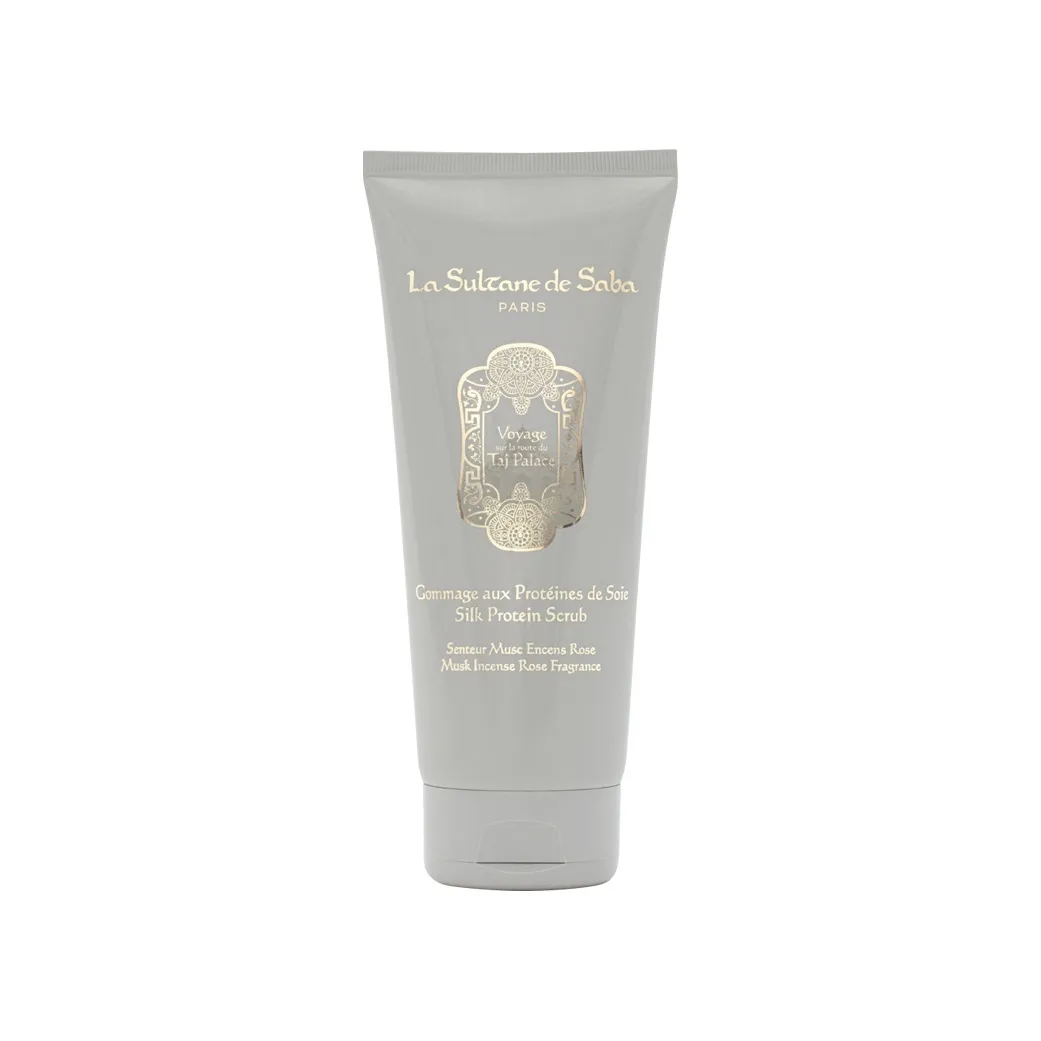 La Sultane de Saba
PARIS
Voyage
sur la route du
Taj Palace
Gommage aux Protéines de Soie
Silk Protein Scrub
Senteur Musc Encens Rose
Musk Incense Rose Fragrance